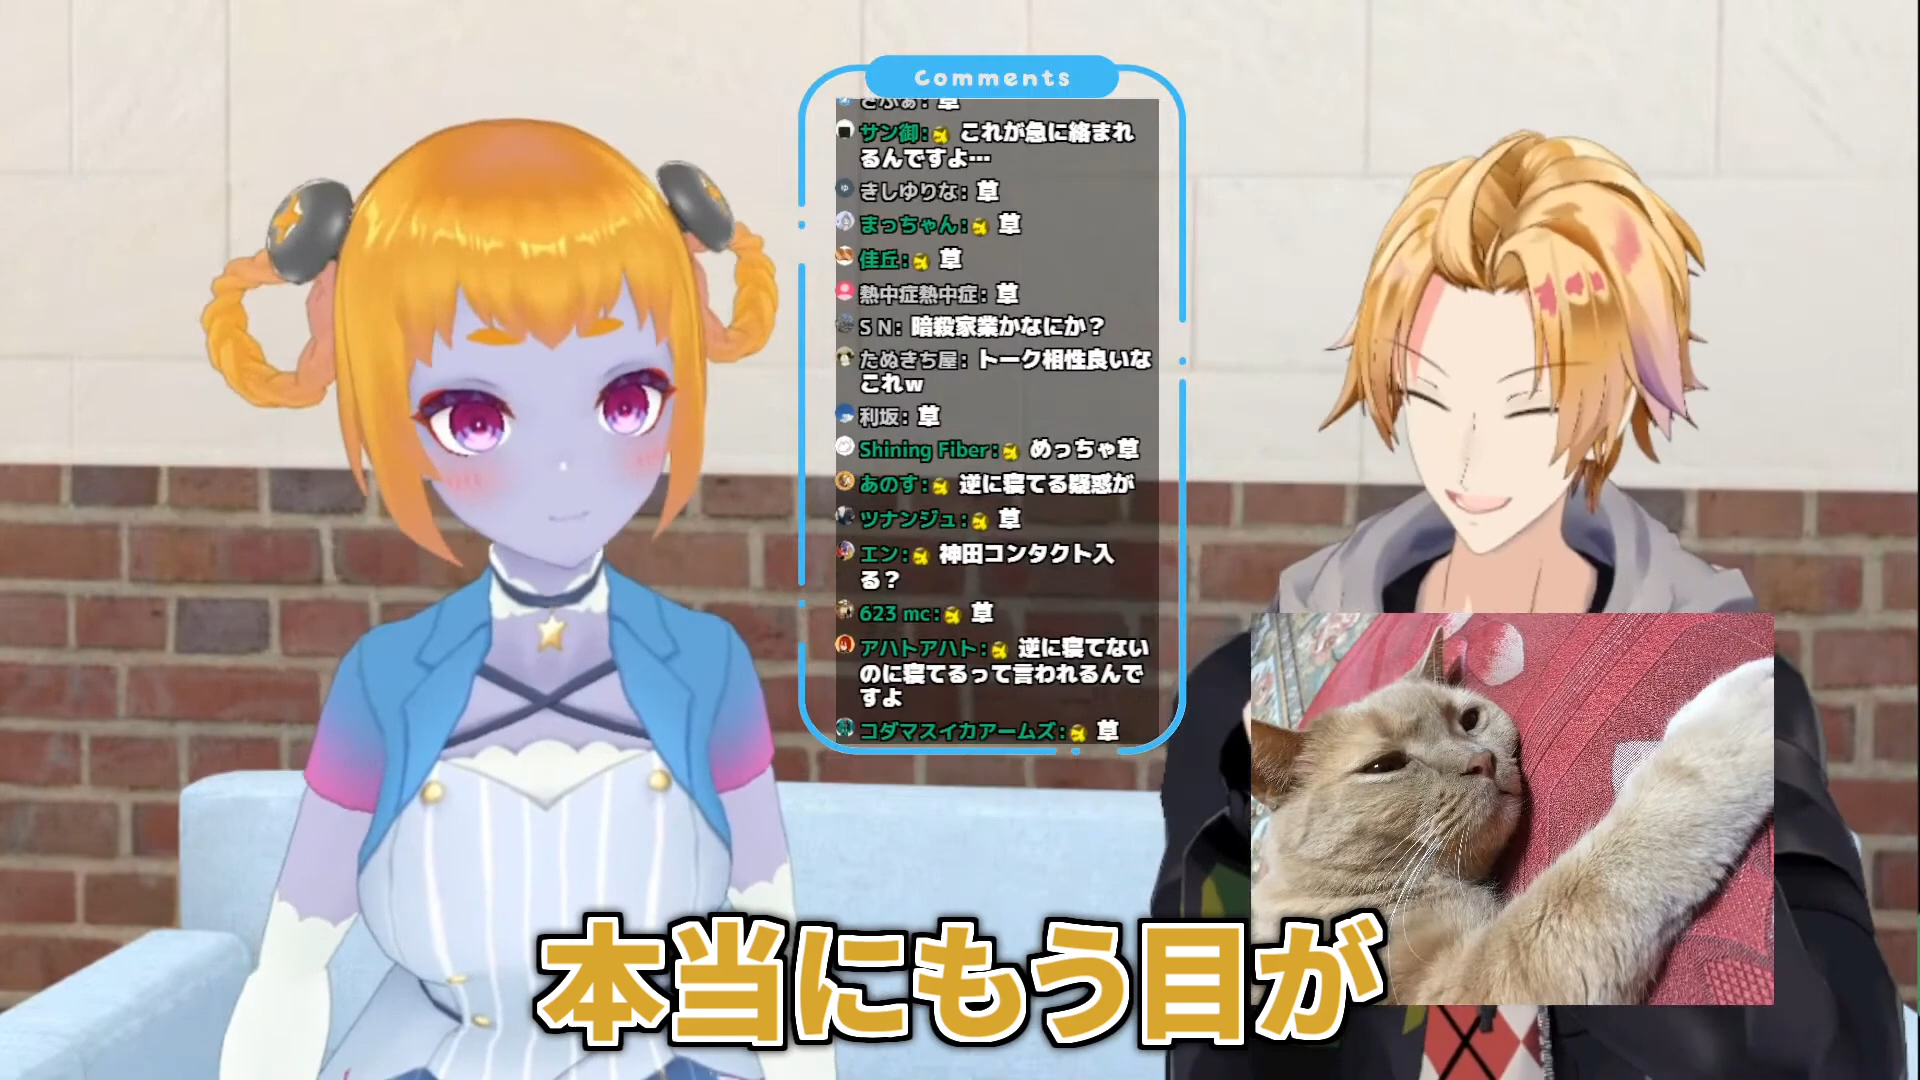 Comments
サン御: これが急に絡まれ
るんですよ…
きしゆりな: 草
まっちゃん: 草
佳丘: 草
熱中症熱中症: 草
S N: 暗殺家業かなにか？
たぬきち屋: トーク相性良いな
これw
利坂: 草
Shining Fiber: めっちゃ草
あのす: 逆に寝てる疑惑が
ツナンジュ: 草
エン: 神田コンタクト入
る？
623 mc: 草
アハトアハト: 逆に寝てない
のに寝てるって言われるんで
すよ
コダマスイカアームズ: 草
本当にもう目が